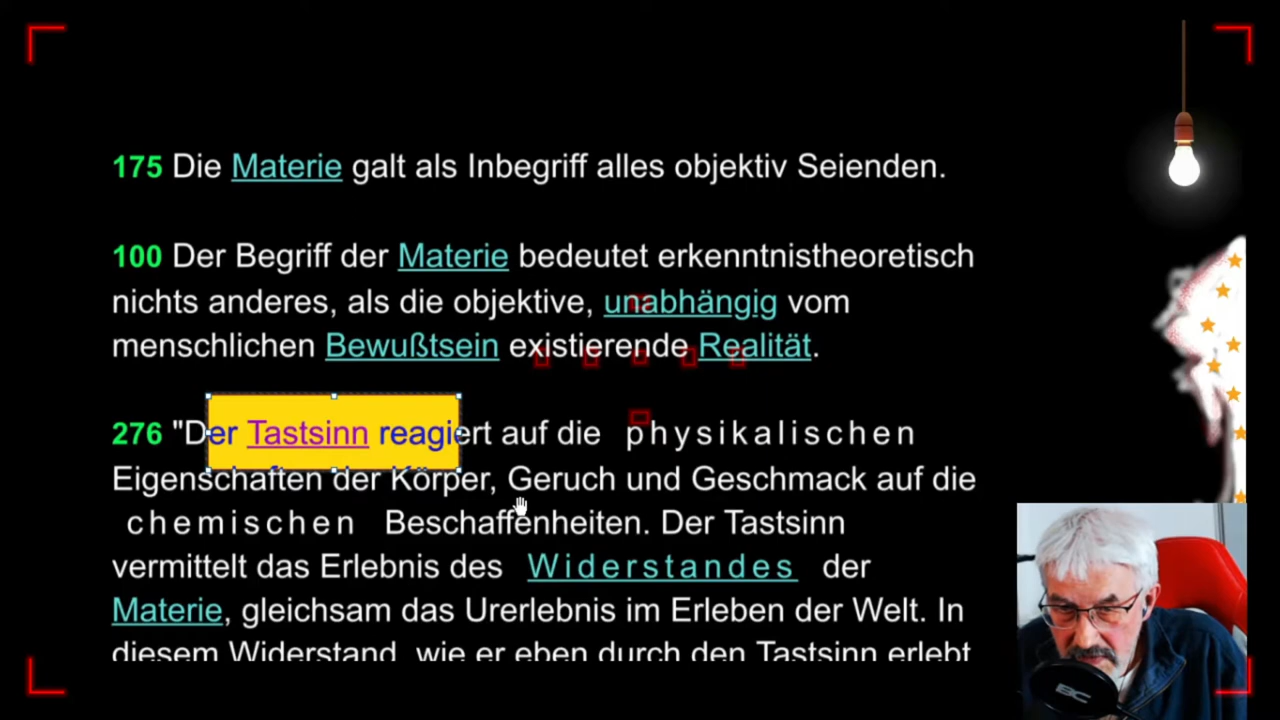 175 Die Materie galt als Inbegriff alles objektiv Seienden.
100 Der Begriff der Materie bedeutet erkenntnistheoretisch
nichts anderes, als die objektive, unabhängig vom
menschlichen Bewußtsein existierende Realität.
276 "Der Tastsinn reagiert auf die physikalischen
Eigenschaften der Körper, Geruch und Geschmack auf die
chemischen Beschaffenheiten. Der Tastsinn
vermittelt das Erlebnis des Widerstandes der
Materie, gleichsam das Urerlebnis im Erleben der Welt. In
diesem Widerstand, wie er eben durch den Tastsinn erlebt